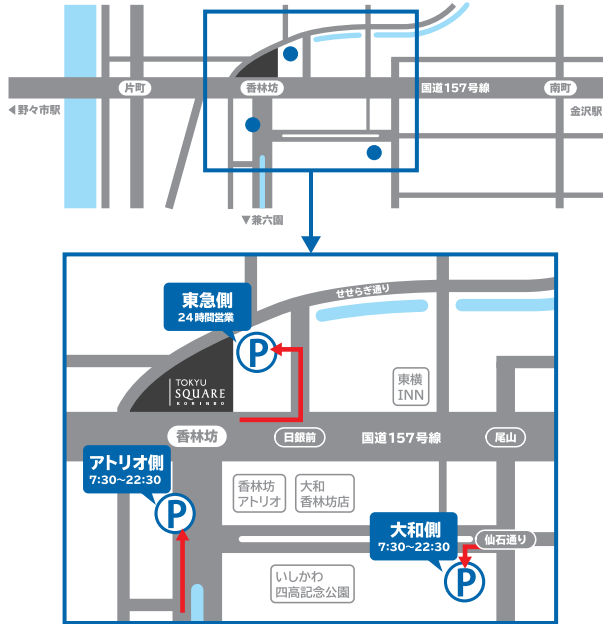 片町
香林坊
国道157号線
南町
◀野々市駅
金沢駅
▼兼六園
せせらぎ通り
東急側
24時間営業
P
TOKYU
SQUARE
KORINBO
東横
INN
香林坊
日銀前
国道157号線
尾山
アトリオ側
7:30～22:30
P
香林坊
アトリオ
大和
香林坊店
大和側
7:30～22:30
P
仙石通り
いしかわ
四高記念公園